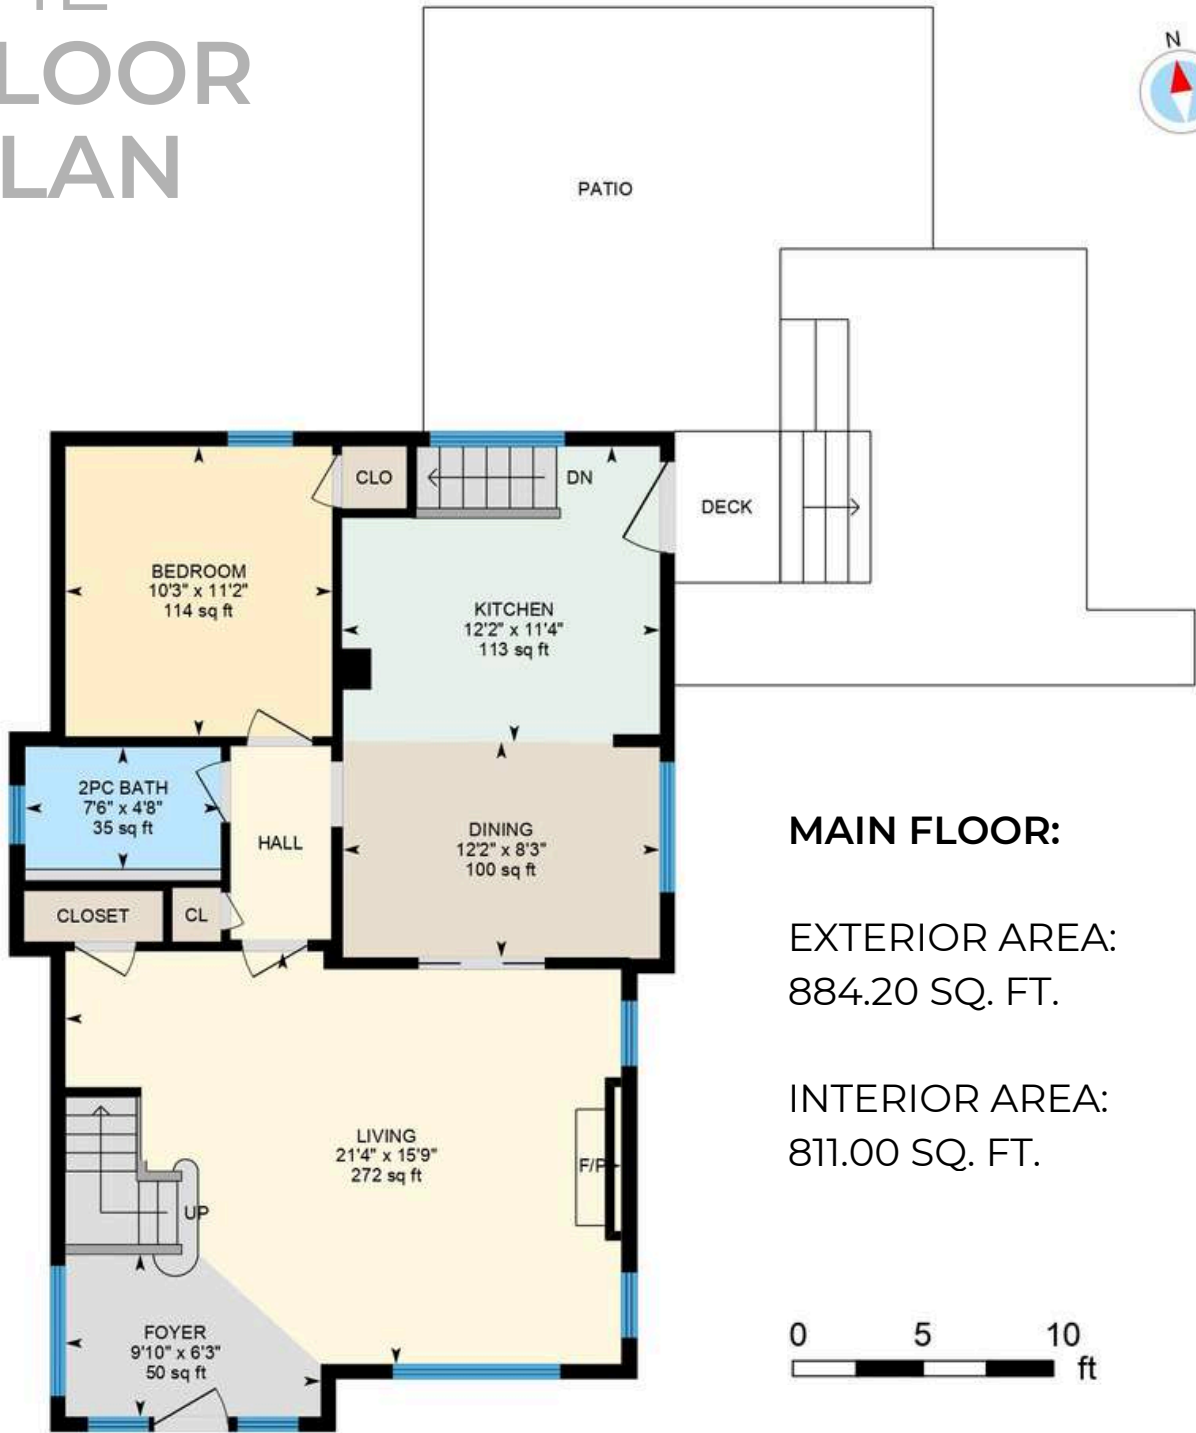 LOOR
LAN
N
PATIO
CLO
DN
DECK
BEDROOM
10'3" x 11'2"
114 sq ft
KITCHEN
12'2" x 11'4"
113 sq ft
2PC BATH
7'6" x 4'8"
35 sq ft
HALL
DINING
12'2" x 8'3"
100 sq ft
CLOSET
CL
MAIN FLOOR:
EXTERIOR AREA:
884.20 SQ. FT.
INTERIOR AREA:
811.00 SQ. FT.
LIVING
21'4" x 15'9"
272 sq ft
F/P
UP
FOYER
9'10" x 6'3"
50 sq ft
0 5 10
ft